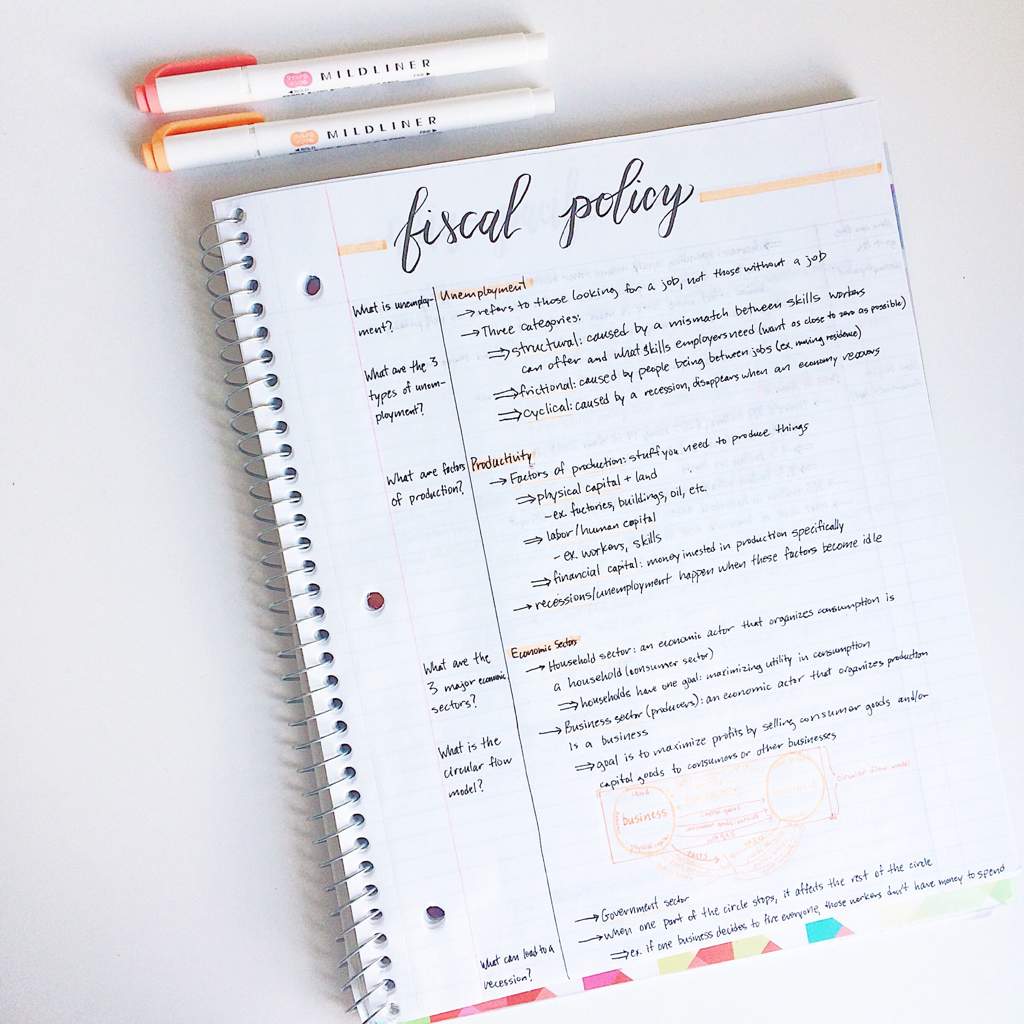 MILDLINER
MILDLINER
fiscal policy
What is unemploy-
ment?
Unemployment
→ refers to those looking for a job, not those without a job
→ Three categories:
⇒ structural: caused by a mismatch between skills workers
can offer and what skills employers need (want as close to zero as possible)
⇒ frictional: caused by people being between jobs (ex. moving residence)
⇒ cyclical: caused by a recession, disappears when an economy recovers
What are the 3
types of unem-
ployment?
What are factors
of production?
Productivity
→ Factors of production: stuff you need to produce things
⇒ physical capital + land
- ex. factories, buildings, oil, etc.
⇒ labor/human capital
- ex. workers, skills
⇒ financial capital: money invested in production specifically
→ recessions/unemployment happen when these factors become idle
What are the
3 major economic
sectors?
Economic Sectors
→ Household sector: an economic actor that organizes consumption is
a household (consumer sector)
⇒ households have one goal: maximizing utility in consumption
→ Business sector (producers): an economic actor that organizes production
is a business
⇒ goal is to maximize profits by selling consumer goods and/or
capital goods to consumers or other businesses
What is the
circular flow
model?
land
business
circular flow model
→ Government sector
→ When one part of the circle stops, it affects the rest of the circle
⇒ ex. if one business decides to fire everyone, those workers don't have money to spend
What can lead to a
recession?